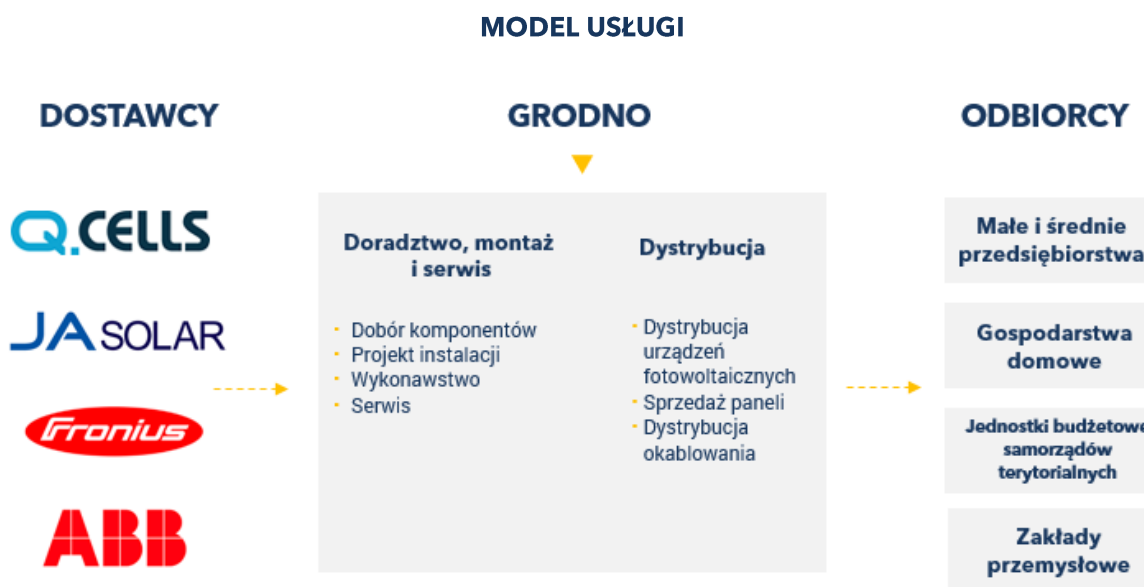 MODEL USŁUGI
DOSTAWCY
Q.CELLS
JA SOLAR
Fronius
ABB
GRODNO
Doradztwo, montaż
i serwis
Dobór komponentów
Projekt instalacji
Wykonawstwo
Serwis
Dystrybucja
Dystrybucja
urządzeń
fotowoltaicznych
Sprzedaż paneli
Dystrybucja
okablowania
ODBIORCY
Małe i średnie
przedsiębiorstwa
Gospodarstwa
domowe
Jednostki budżetowe
samorządów
terytorialnych
Zakłady
przemysłowe